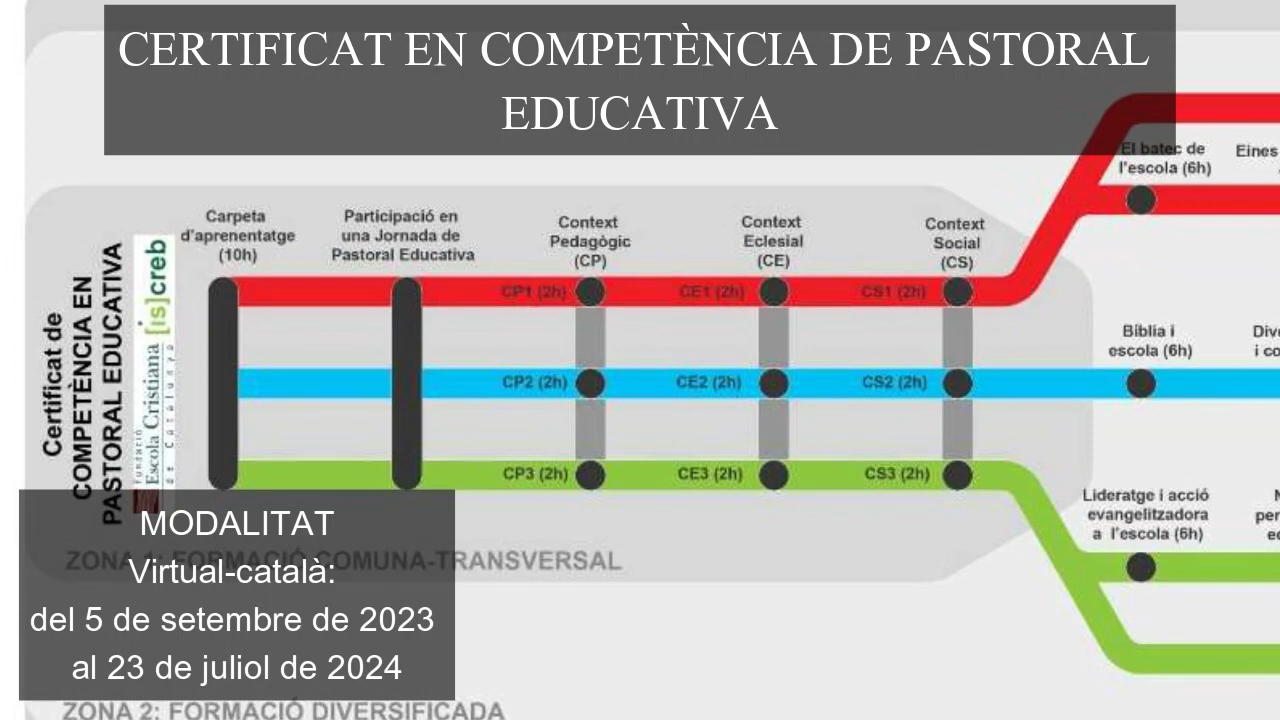 CERTIFICAT EN COMPETÈNCIA DE PASTORAL
EDUCATIVA
El batec de
l'escola (6h)
Eines
Carpeta
d'aprenentatge
(10h)
Participació en
una Jornada de
Pastoral Educativa
Context
Pedagògic
(CP)
Context
Eclesial
(CE)
Context
Social
(CS)
Certificat de
COMPETÈNCIA EN
PASTORAL EDUCATIVA
[is]creb
Fundació
Escola Cristiana
de Catalunya
CP1 (2h)
CE1 (2h)
CS1 (2h)
Bíblia i
escola (6h)
i co
CP2 (2h)
CE2 (2h)
CS2 (2h)
CP3 (2h)
CE3 (2h)
CS3 (2h)
Lideratge i acció
evangelitzadora
a l'escola (6h)
per
MODALITAT
Virtual-català:
del 5 de setembre de 2023
al 23 de juliol de 2024
ZONA 1: FORMACIÓ COMUNA-TRANSVERSAL
ZONA 2: FORMACIÓ DIVERSIFICADA